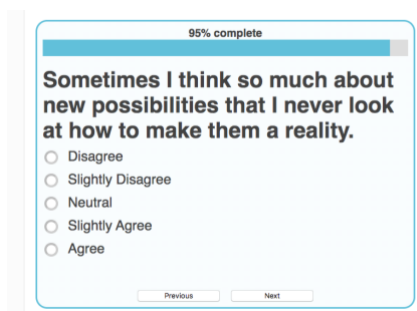 95% complete
Sometimes I think so much about
new possibilities that I never look
at how to make them a reality.
Disagree
Slightly Disagree
Neutral
Slightly Agree
Agree
Previous Next